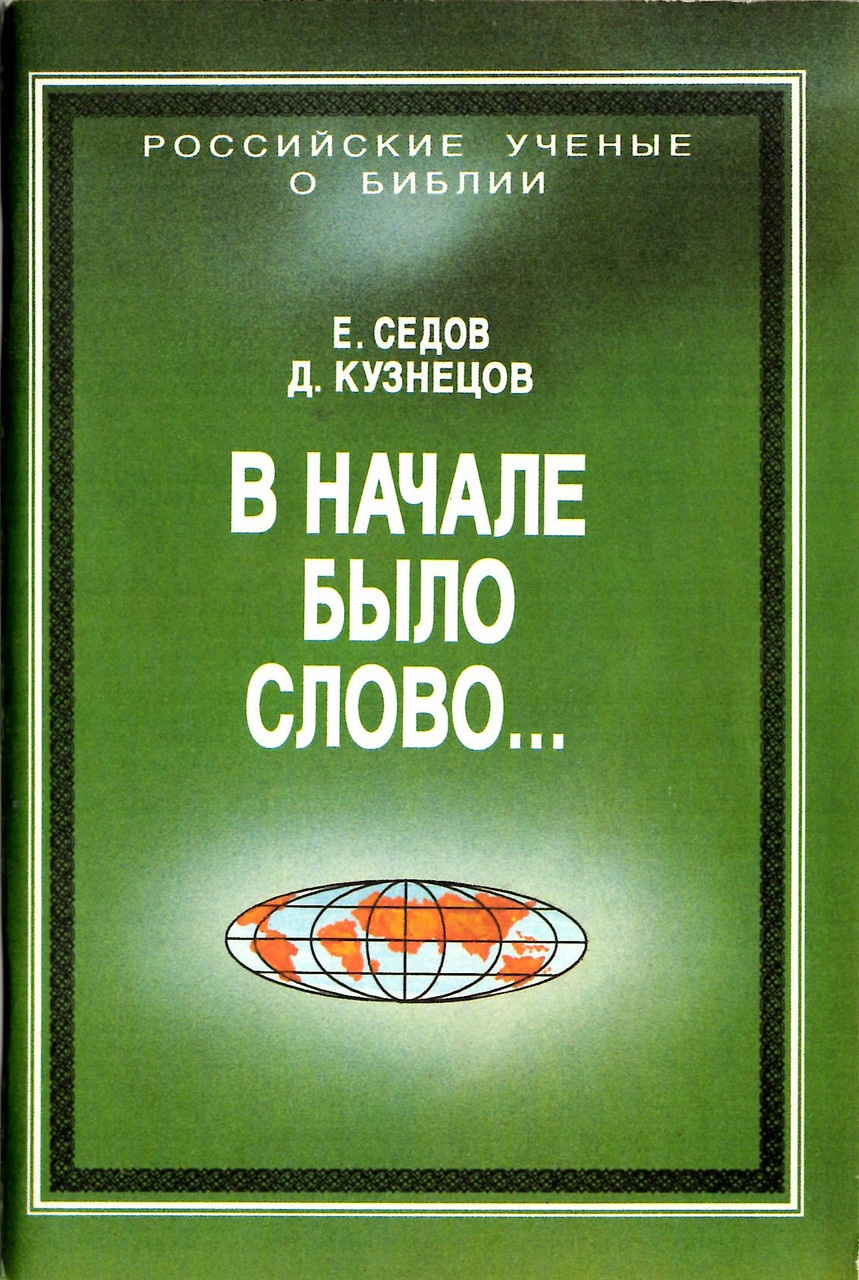 РОССИЙСКИЕ УЧЕНЫЕ
О БИБЛИИ
Е. СЕДОВ
Д. КУЗНЕЦОВ
В НАЧАЛЕ
БЫЛО
СЛОВО...